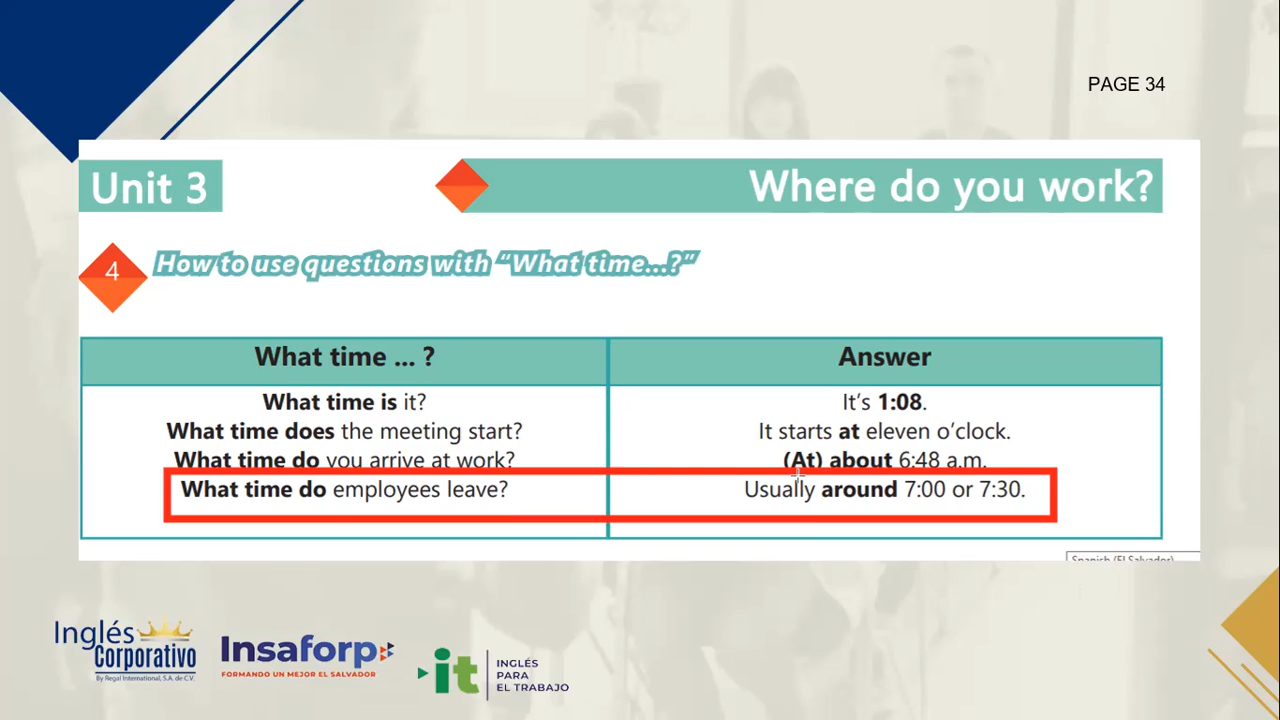 PAGE 34
Unit 3
Where do you work?
4
How to use questions with “What time...?”
What time ... ?
Answer
What time is it?
It’s 1:08.
What time does the meeting start?
It starts at eleven o’clock.
What time do you arrive at work?
(At) about 6:48 a.m.
What time do employees leave?
Usually around 7:00 or 7:30.
Spanish (El Salvador)
Inglés
Corporativo
By Regal International, S.A. de C.V.
Insaforp
FORMANDO UN MEJOR EL SALVADOR
it
INGLÉS
PARA
EL TRABAJO